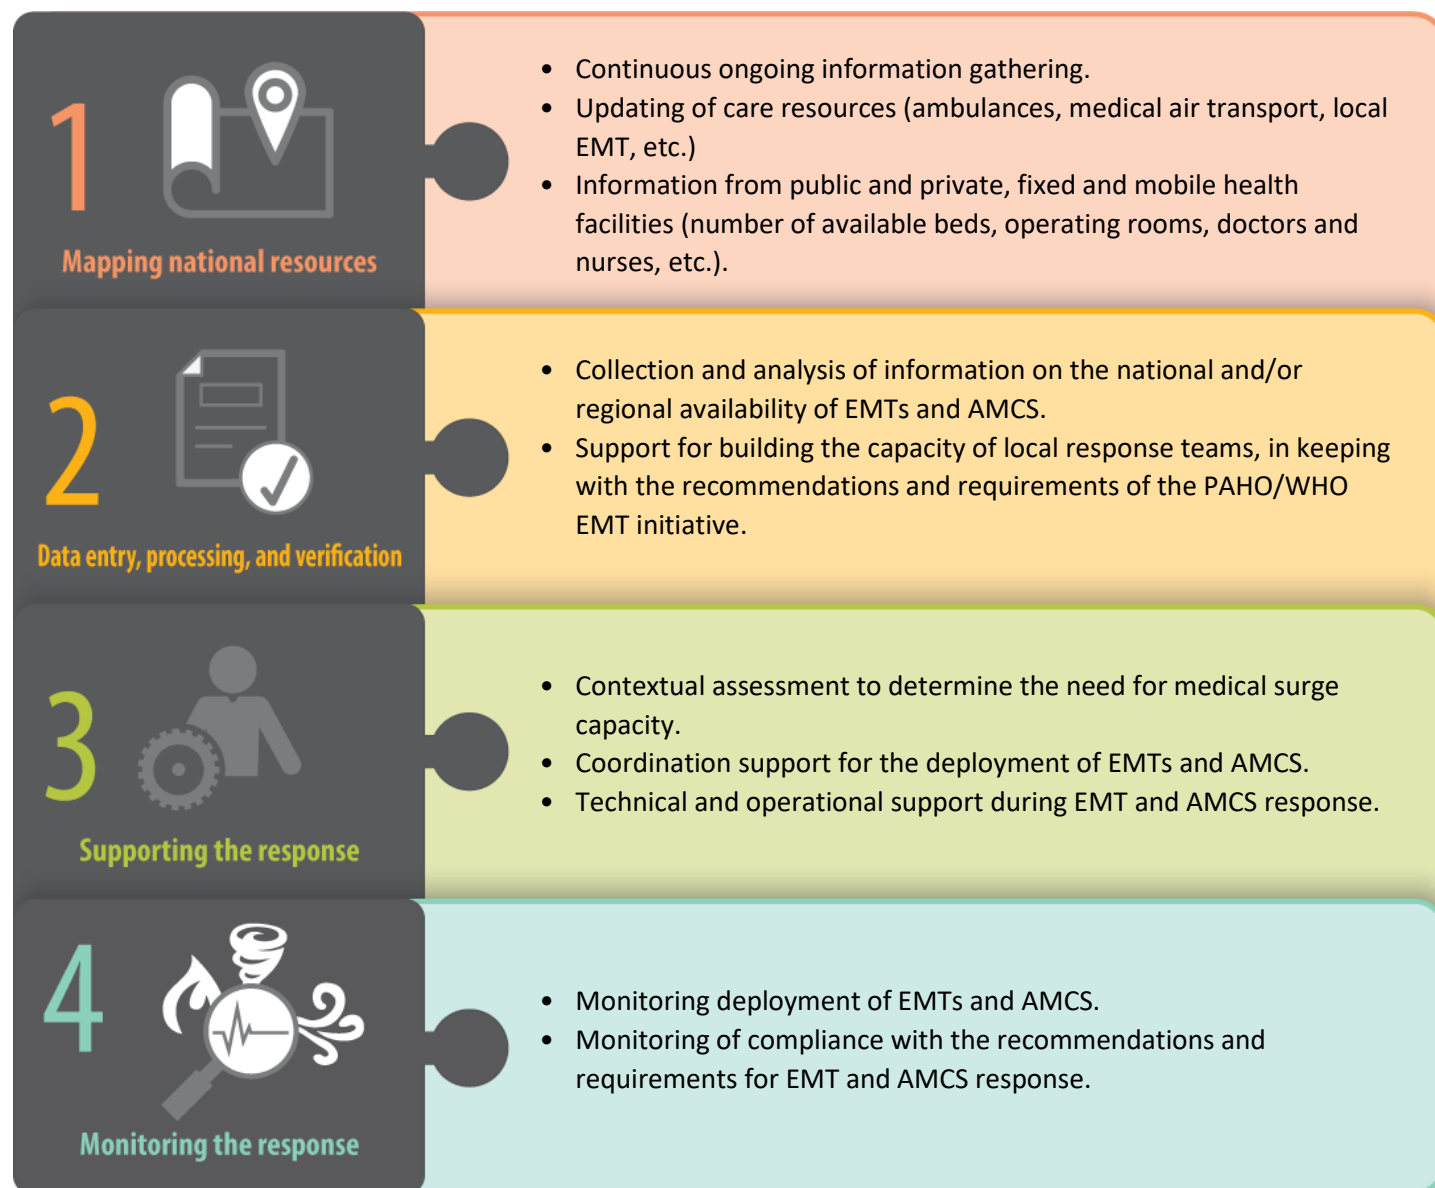 1
Mapping national resources
• Continuous ongoing information gathering.
• Updating of care resources (ambulances, medical air transport, local
EMT, etc.)
• Information from public and private, fixed and mobile health
facilities (number of available beds, operating rooms, doctors and
nurses, etc.).
2
Data entry, processing, and verification
• Collection and analysis of information on the national and/or
regional availability of EMTs and AMCS.
• Support for building the capacity of local response teams, in keeping
with the recommendations and requirements of the PAHO/WHO
EMT initiative.
3
Supporting the response
• Contextual assessment to determine the need for medical surge
capacity.
• Coordination support for the deployment of EMTs and AMCS.
• Technical and operational support during EMT and AMCS response.
4
Monitoring the response
• Monitoring deployment of EMTs and AMCS.
• Monitoring of compliance with the recommendations and
requirements for EMT and AMCS response.